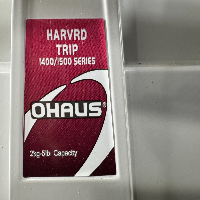 HARVRD
TRIP
1400/1500 SERIES
OHAUS®
2kg-5lb Capacity